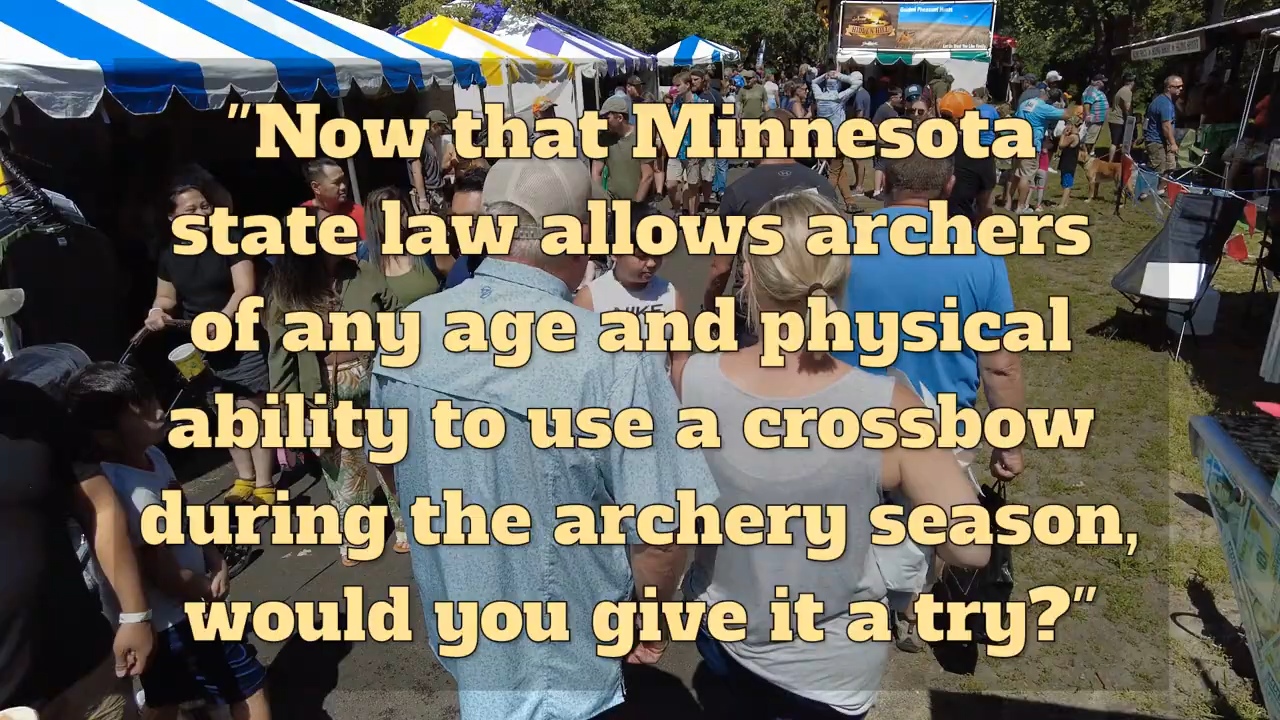 "Now that Minnesota
state law allows archers
of any age and physical
ability to use a crossbow
during the archery season,
would you give it a try?"
NIKE